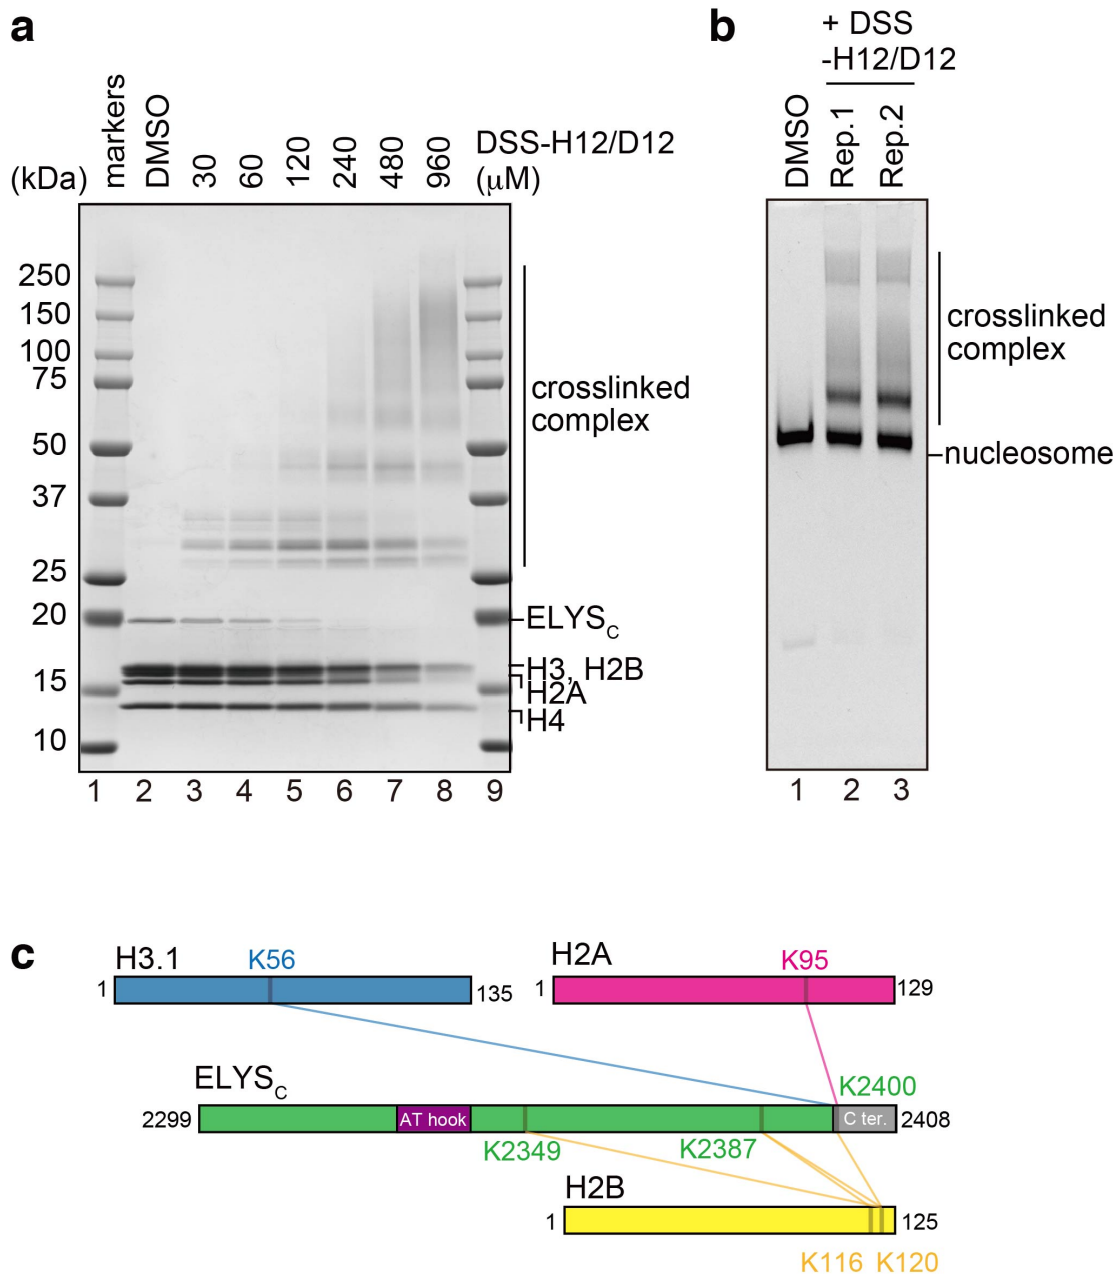 a
(kDa)
markers
DMSO
30
60
120
240
480
960
DSS-H12/D12
(μM)
250
150
100
75
50
37
25
20
15
10
crosslinked
complex
ELYSC
H3, H2B
H2A
H4
1 2 3 4 5 6 7 8 9
b
+ DSS
-H12/D12
DMSO
Rep.1
Rep.2
crosslinked
complex
nucleosome
1 2 3
c
H3.1
K56
1
135
H2A
K95
1
129
ELYSC
K2400
2299
AT hook
C ter.
2408
K2349
K2387
H2B
1
125
K116 K120